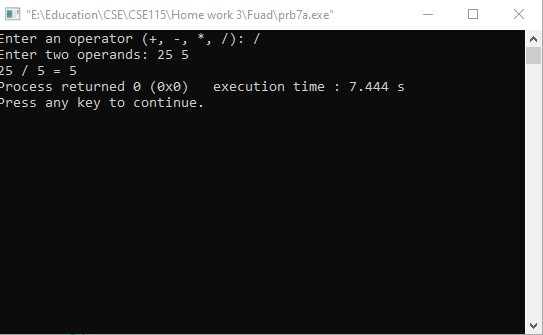 "E:\Education\CSE\CSE115\Home work 3\Fuad\prb7a.exe"
Enter an operator (+, -, *, /): /
Enter two operands: 25 5
25 / 5 = 5
Process returned 0 (0x0)   execution time : 7.444 s
Press any key to continue.